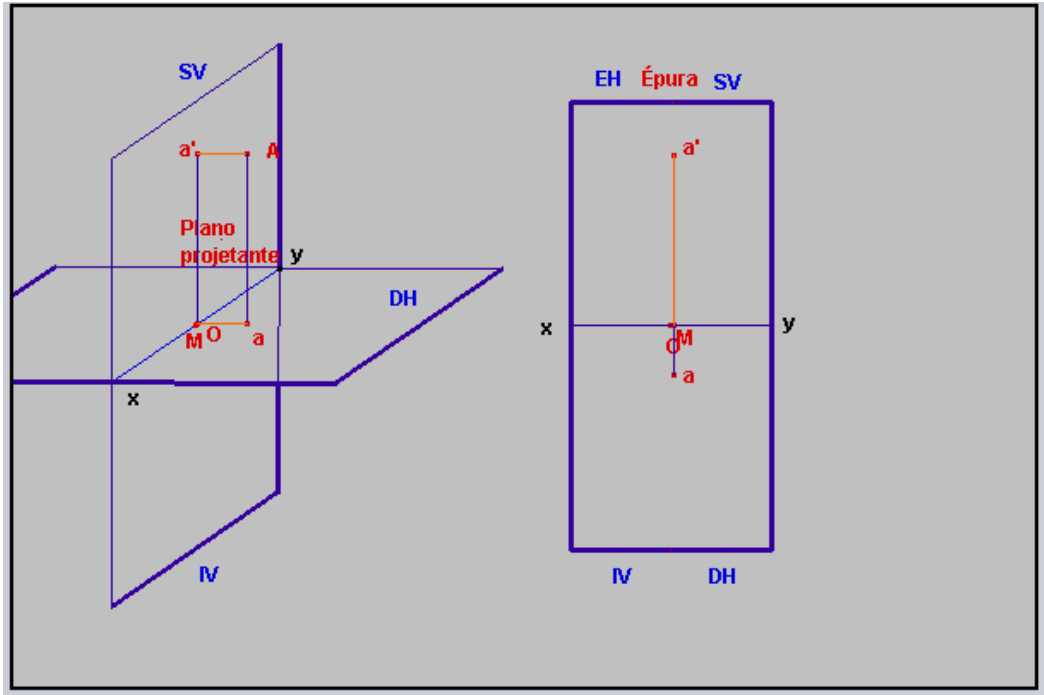 SV
EH Épura SV
a' A
a'
Plano
projetante
y
DH
M O a
x y
M
O
a
x
IV
IV DH